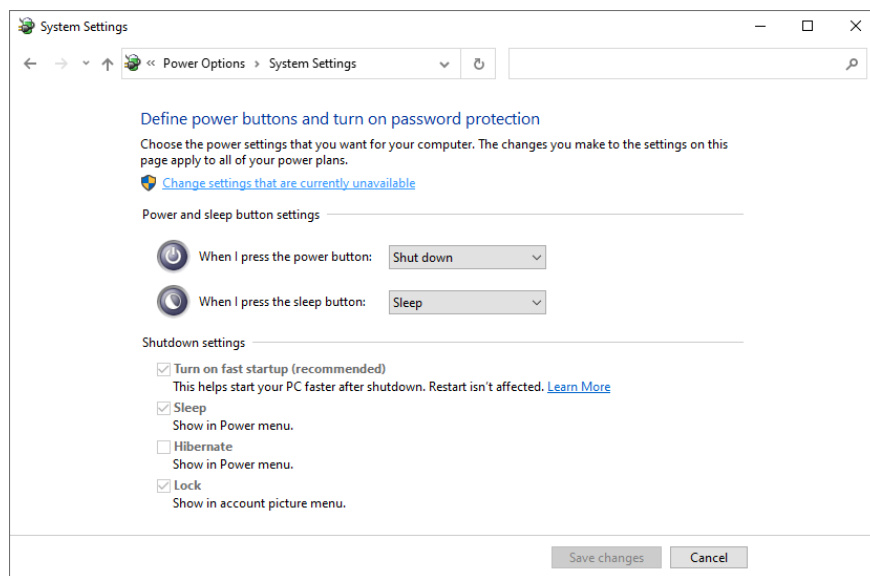 System Settings
« Power Options > System Settings
Define power buttons and turn on password protection
Choose the power settings that you want for your computer. The changes you make to the settings on this
page apply to all of your power plans.
Change settings that are currently unavailable
Power and sleep button settings
When I press the power button: Shut down
When I press the sleep button: Sleep
Shutdown settings
Turn on fast startup (recommended)
This helps start your PC faster after shutdown. Restart isn't affected. Learn More
Sleep
Show in Power menu.
Hibernate
Show in Power menu.
Lock
Show in account picture menu.
Save changes Cancel